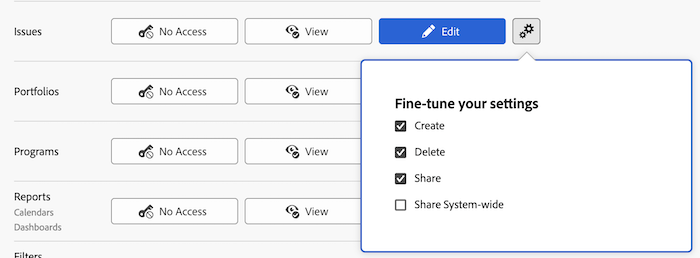 Issues
No Access
View
Edit
Portfolios
No Access
View
Fine-tune your settings
Create
Delete
Share
Share System-wide
Programs
No Access
View
Reports
Calendars
Dashboards
No Access
View
Filters